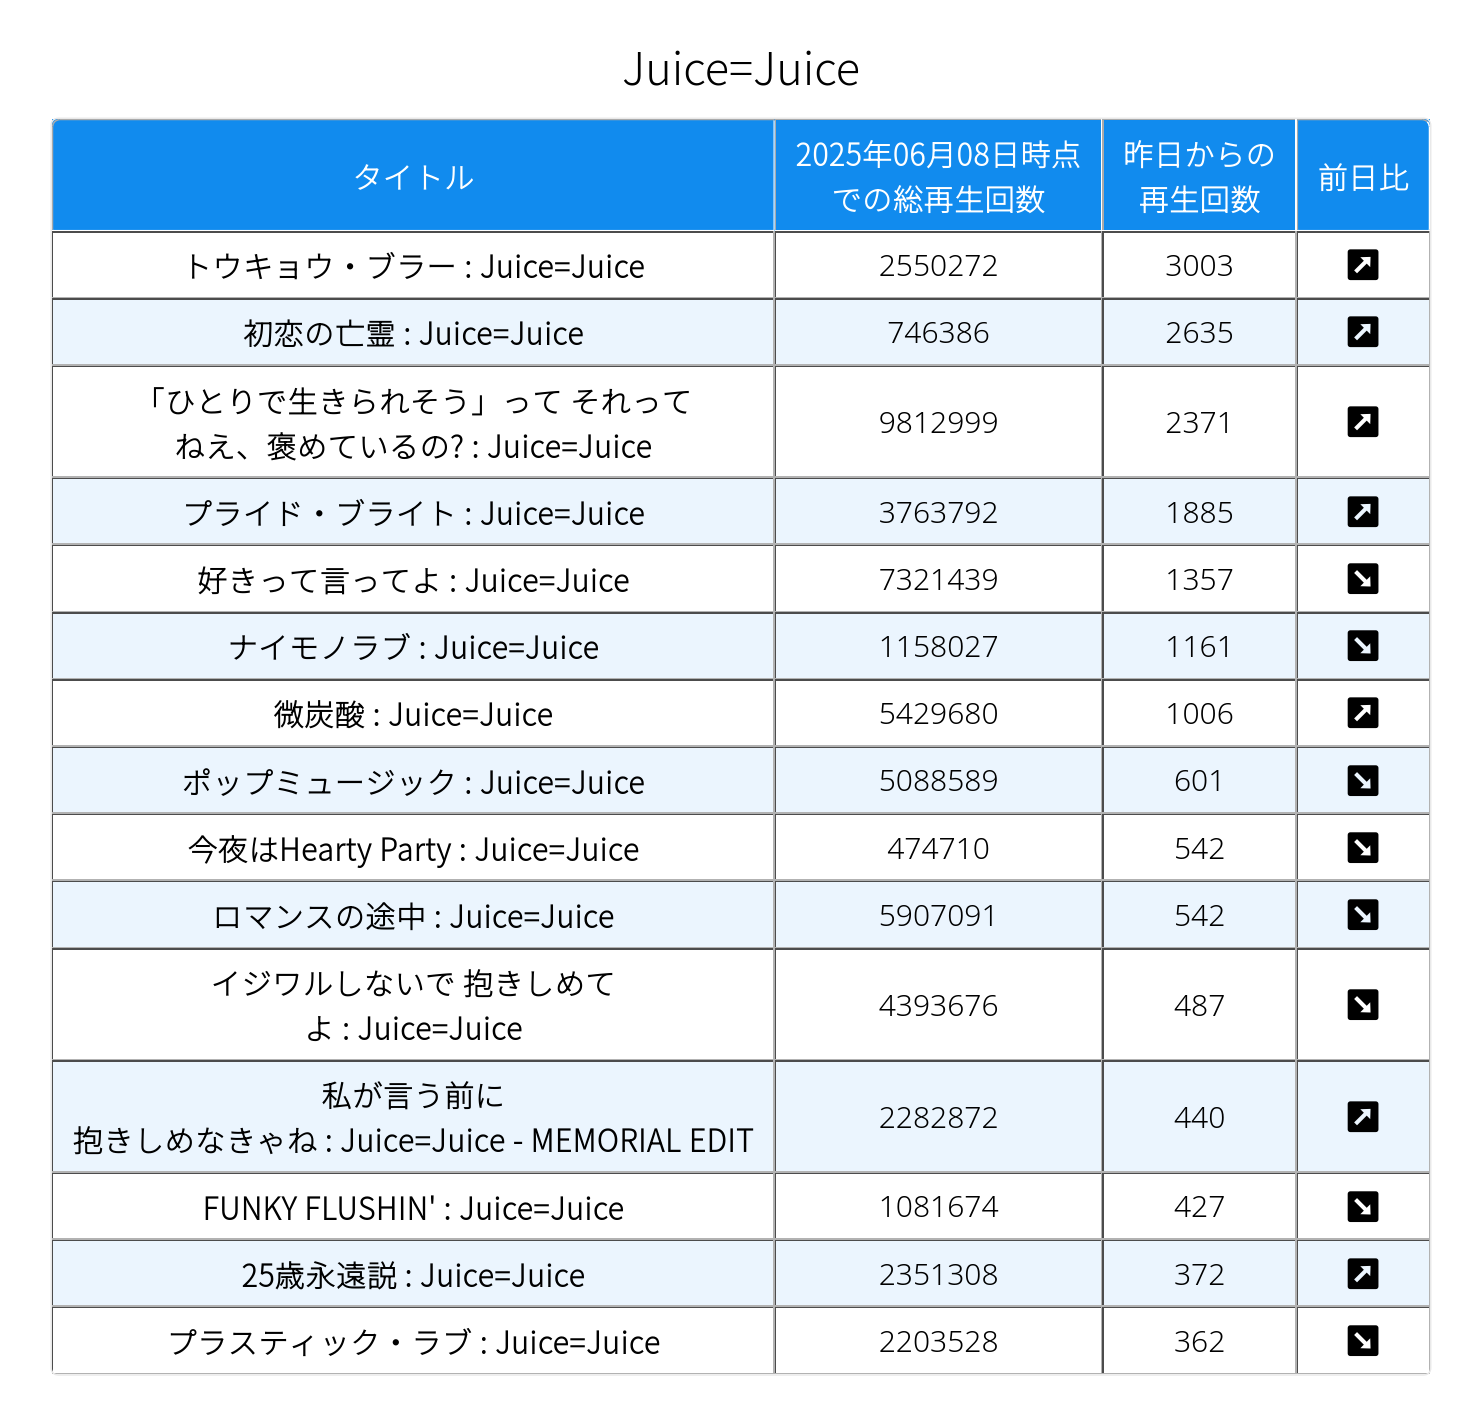 Juice=Juice
タイトル
2025年06月08日時点
での総再生回数
昨日からの
再生回数
前日比
トウキョウ・ブラー : Juice=Juice 2550272 3003
初恋の亡霊 : Juice=Juice 746386 2635
「ひとりで生きられそう」って それって
ねえ、褒めているの? : Juice=Juice 9812999 2371
プライド・ブライト : Juice=Juice 3763792 1885
好きって言ってよ : Juice=Juice 7321439 1357
ナイモノラブ : Juice=Juice 1158027 1161
微炭酸 : Juice=Juice 5429680 1006
ポップミュージック : Juice=Juice 5088589 601
今夜はHearty Party : Juice=Juice 474710 542
ロマンスの途中 : Juice=Juice 5907091 542
イジワルしないで 抱きしめて
よ : Juice=Juice 4393676 487
私が言う前に
抱きしめなきゃね : Juice=Juice - MEMORIAL EDIT 2282872 440
FUNKY FLUSHIN' : Juice=Juice 1081674 427
25歳永遠説 : Juice=Juice 2351308 372
プラスティック・ラブ : Juice=Juice 2203528 362